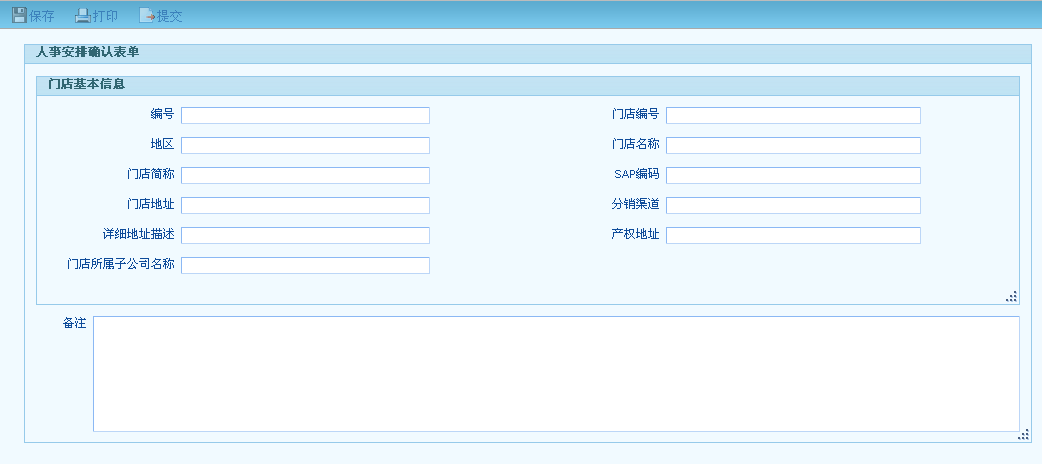 保存 打印 提交
人事安排确认表单
门店基本信息
编号 门店编号
地区 门店名称
门店简称 SAP编码
门店地址 分销渠道
详细地址描述 产权地址
门店所属子公司名称
备注